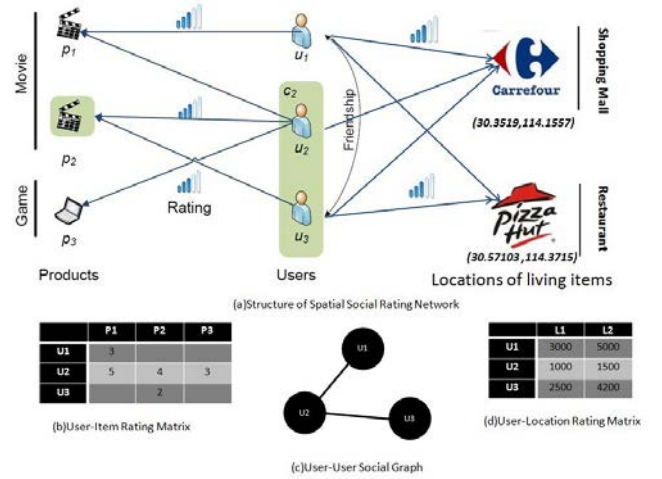 Movie
Game
p1
p2
p3
Products
Rating
u1
c2
u2
u3
Users
Friendship
Carrefour
(30.3519,114.1557)
Shopping Mall
Pizza
Hut
(30.57103 ,114.3715)
Restaurant
Locations of living items
(a)Structure of Spatial Social Rating Network
P1 P2 P3
U1 3
U2 5 4 3
U3 2
(b)User-Item Rating Matrix
U1
U2
U3
(c)User-User Social Graph
L1 L2
U1 3000 5000
U2 1000 1500
U3 2500 4200
(d)User-Location Rating Matrix